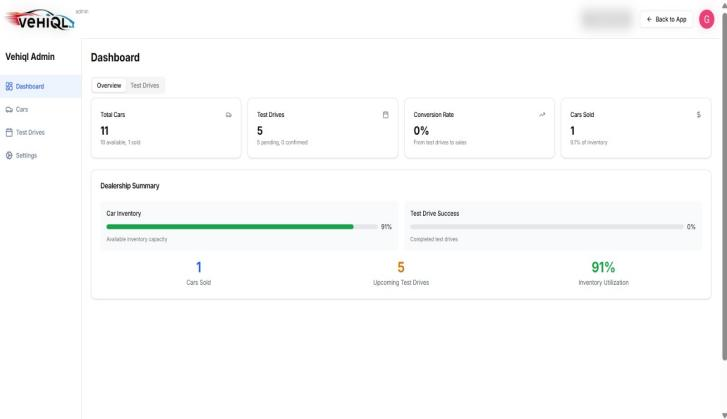 VEHIQL
admin
Back to App
G
Vehiql Admin
Dashboard
Cars
Test Drives
Settings
Dashboard
Overview
Test Drives
Total Cars
11
10 available, 1 sold
Test Drives
5
5 pending, 0 confirmed
Conversion Rate
0%
From test drives to sales
Cars Sold
$
1
9.1% of inventory
Dealership Summary
Car Inventory
91%
Available inventory capacity
Test Drive Success
0%
Completed test drives
1
Cars Sold
5
Upcoming Test Drives
91%
Inventory Utilization